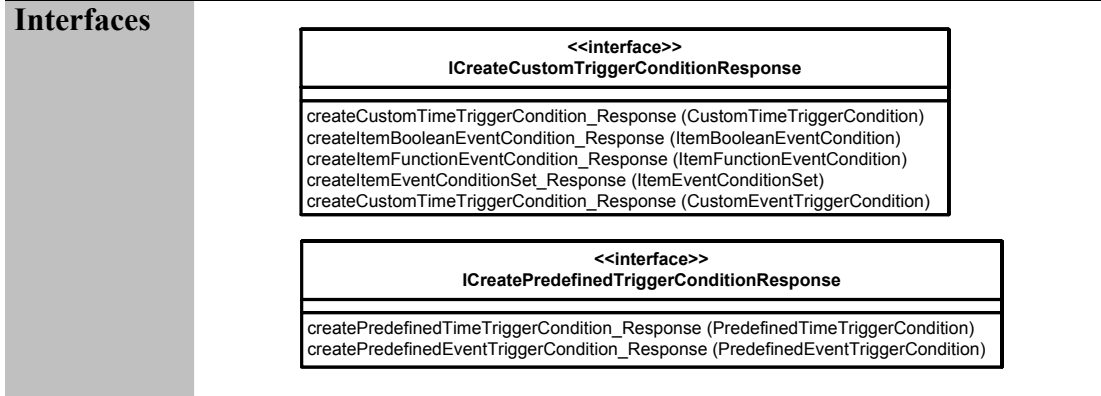 Interfaces
<<interface>>
ICreateCustomTriggerConditionResponse
createCustomTimeTriggerCondition_Response (CustomTimeTriggerCondition)
createItemBooleanEventCondition_Response (ItemBooleanEventCondition)
createItemFunctionEventCondition_Response (ItemFunctionEventCondition)
createItemEventConditionSet_Response (ItemEventConditionSet)
createCustomTimeTriggerCondition_Response (CustomEventTriggerCondition)
<<interface>>
ICreatePredefinedTriggerConditionResponse
createPredefinedTimeTriggerCondition_Response (PredefinedTimeTriggerCondition)
createPredefinedEventTriggerCondition_Response (PredefinedEventTriggerCondition)